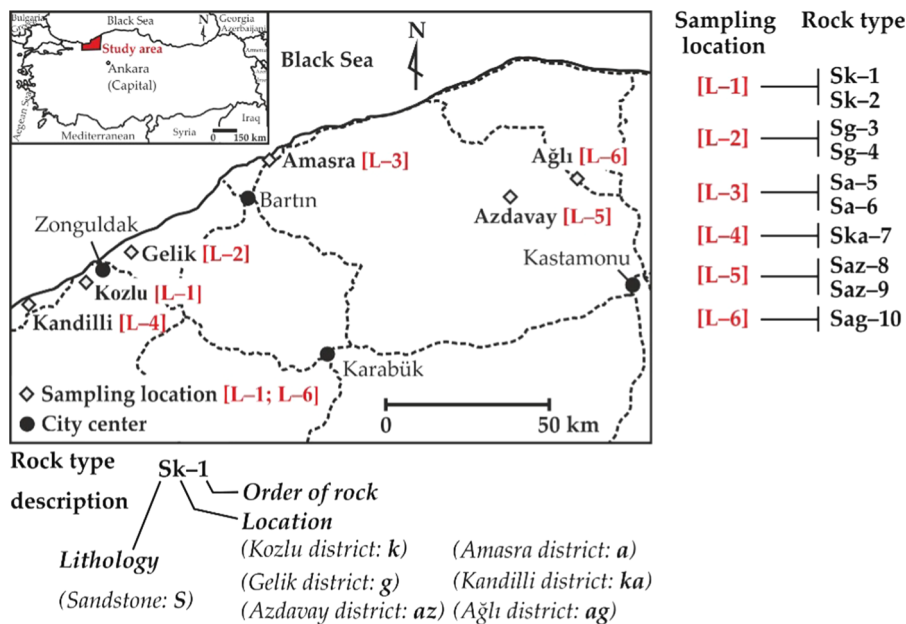 Bulgaria
Black Sea
N
Georgia
Azerbaijan
Study area
Ankara
(Capital)
Aegean Sea
Mediterranean
Syria
Iraq
0 150 km
Black Sea
N
Amasra [L–3]
Ağlı [L–6]
Bartın
Azdavay [L–5]
Zonguldak
Gelik [L–2]
Kastamonu
Kozlu [L–1]
Kandilli [L–4]
Karabük
Sampling location [L–1; L–6]
City center
0 50 km
Sampling location
Rock type
[L–1]
Sk–1
Sk–2
[L–2]
Sg–3
Sg–4
[L–3]
Sa–5
Sa–6
[L–4]
Ska–7
[L–5]
Saz–8
Saz–9
[L–6]
Sag–10
Rock type
description
Sk–1
Order of rock
Location
Lithology
(Sandstone: S)
(Kozlu district: k) (Amasra district: a)
(Gelik district: g) (Kandilli district: ka)
(Azdavay district: az) (Ağlı district: ag)